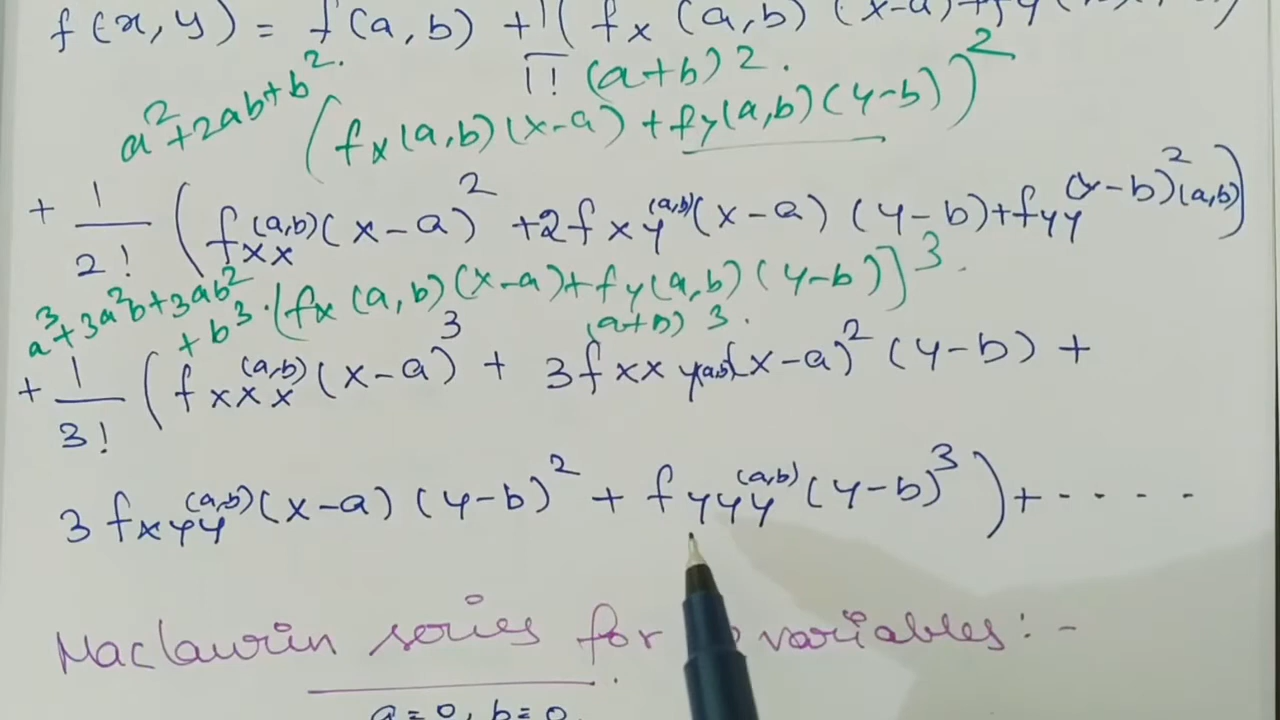 f(x,y) = f(a,b) + 1/1! ( fx (a,b) (x-a) + fy
a²+2ab+b².
(a+b)2.
(fx(a,b)(x-a)+fy(a,b)(y-b))²
+ 1/2! (fxx(a,b)(x-a)²+2fxy(a,b)(x-a)(y-b)+fyy(y-b)²(a,b))
a³+3a²b+3ab²
+b³.(fx(a,b)(x-a)+fy(a,b)(y-b)]³.
(a+b)3.
+ 1/3! (fxxx(a,b)(x-a)³ + 3fxxy(a,b)(x-a)²(y-b) +
3fxyy(a,b)(x-a)(y-b)² + fyyy(a,b)(y-b)³)+-----
Maclaurin series for variables:-
a=0, b=0.